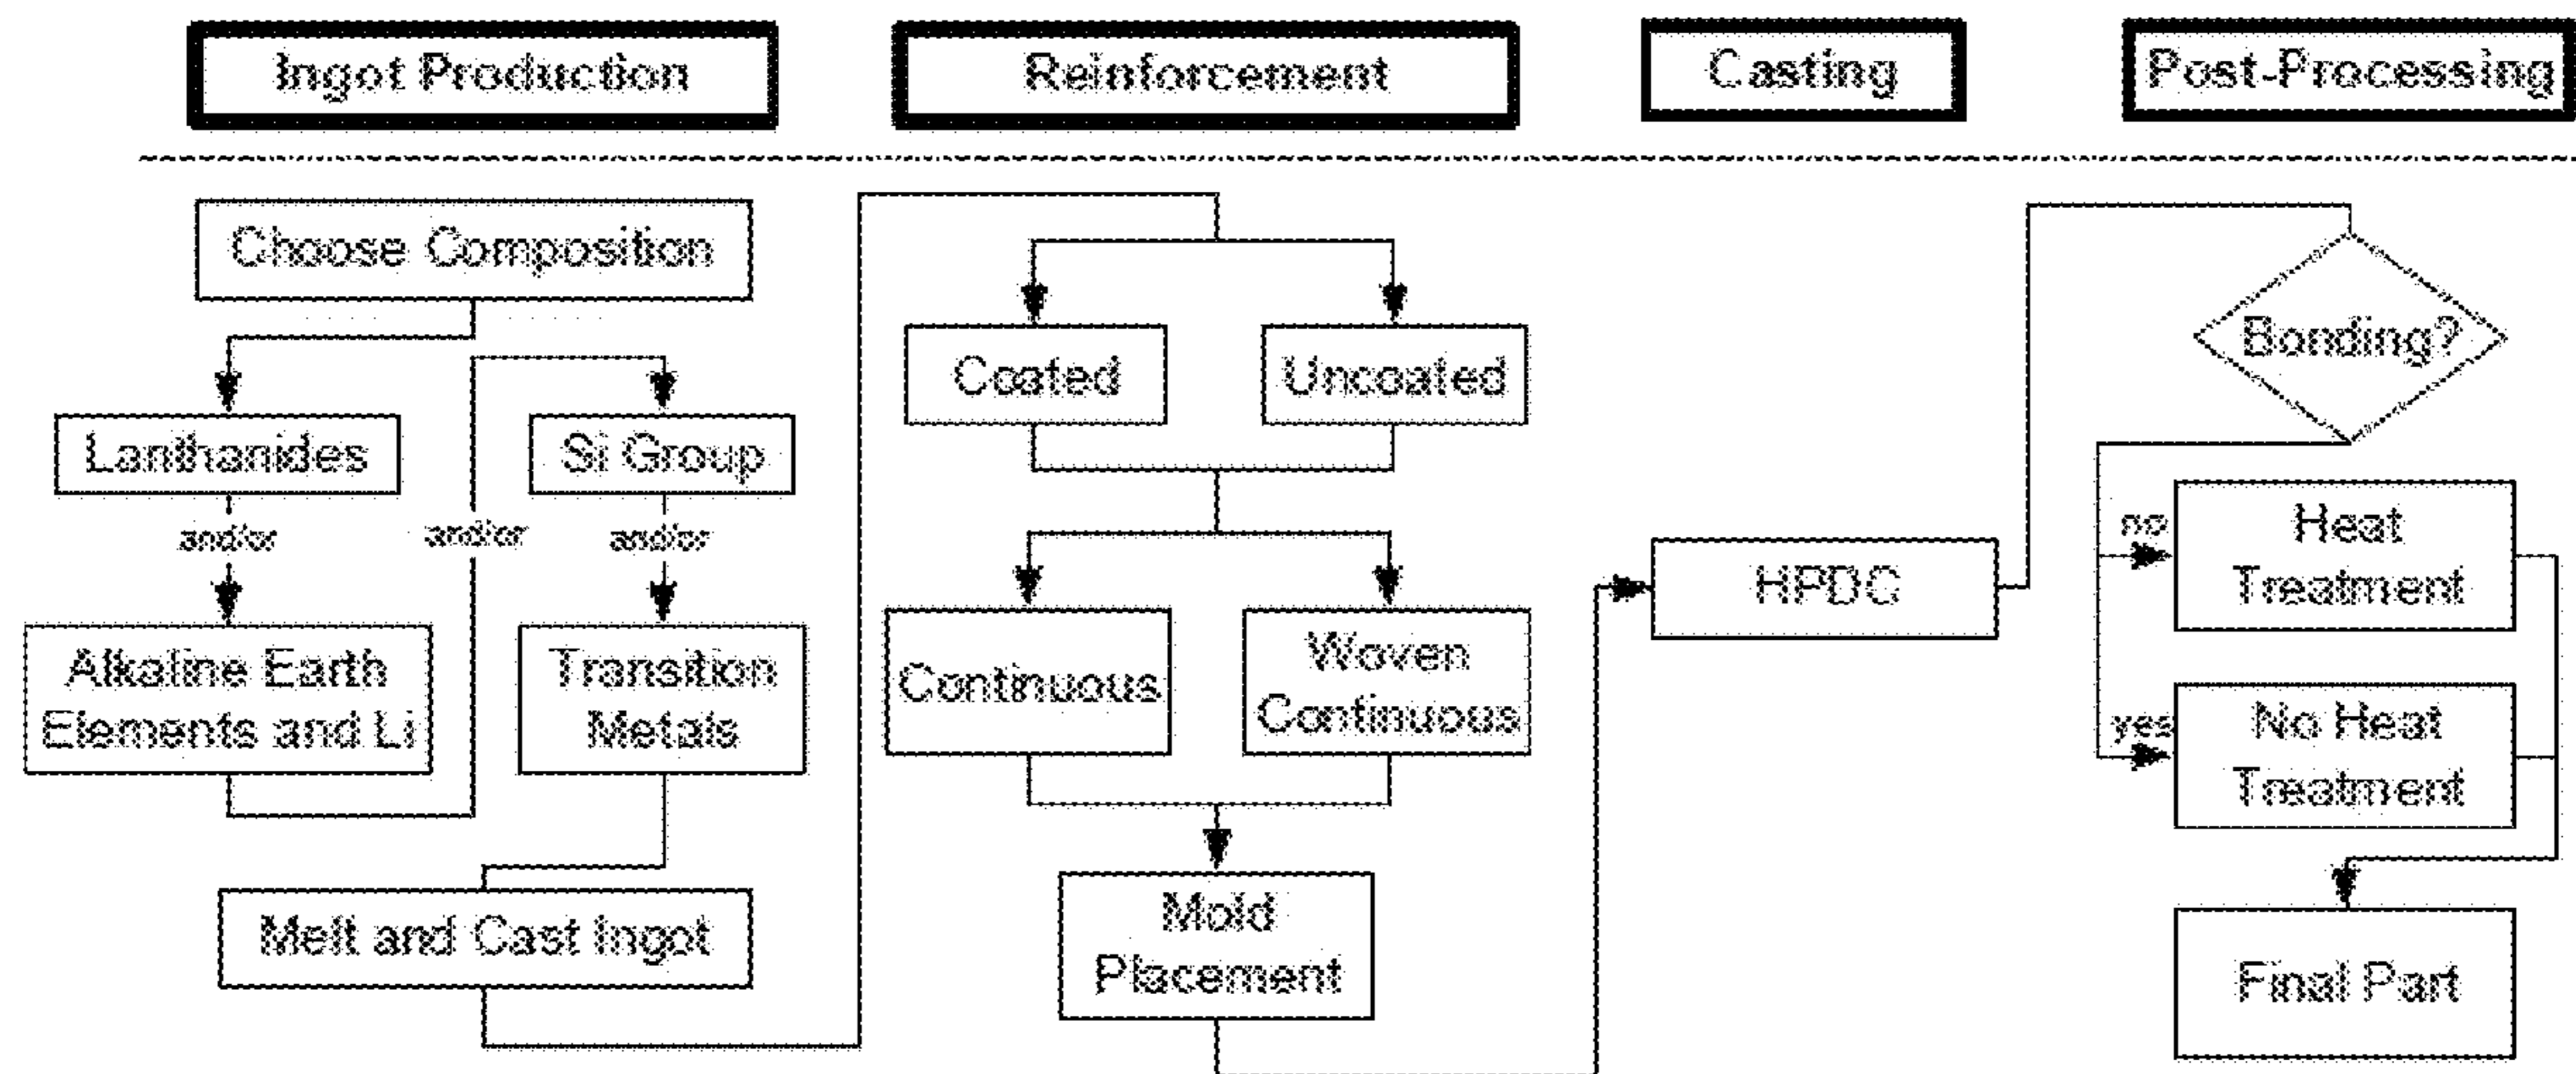 Ingot Production
Reinforcement
Casting
Post-Processing
Choose Composition
Lanthanides
Si Group
and/or
and/or
and/or
Alkaline Earth
Elements and Li
Transition
Metals
Melt and Cast Ingot
Coated
Uncoated
Continuous
Woven
Continuous
Mold
Placement
HPDC
Bonding?
no
Heat
Treatment
yes
No Heat
Treatment
Final Part